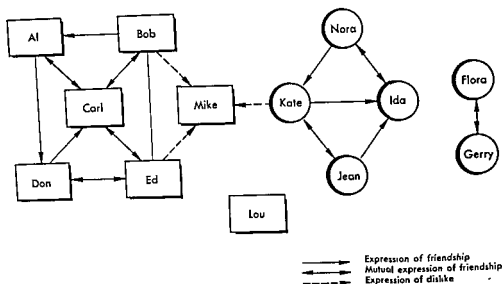 Al
Bob
Carl
Mike
Don
Ed
Lou
Nora
Kate
Ida
Jean
Flora
Gerry
Expression of friendship
Mutual expression of friendship
Expression of dislike